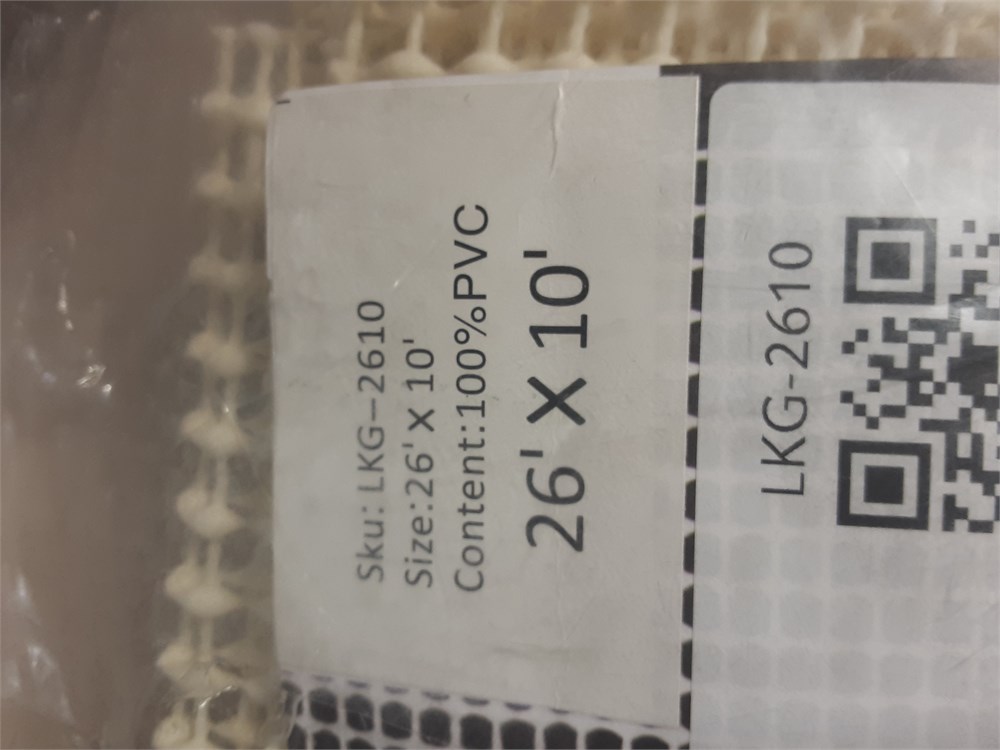 Sku: LKG-2610
Size:26' X 10'
Content:100%PVC
26' X 10'
LKG-2610